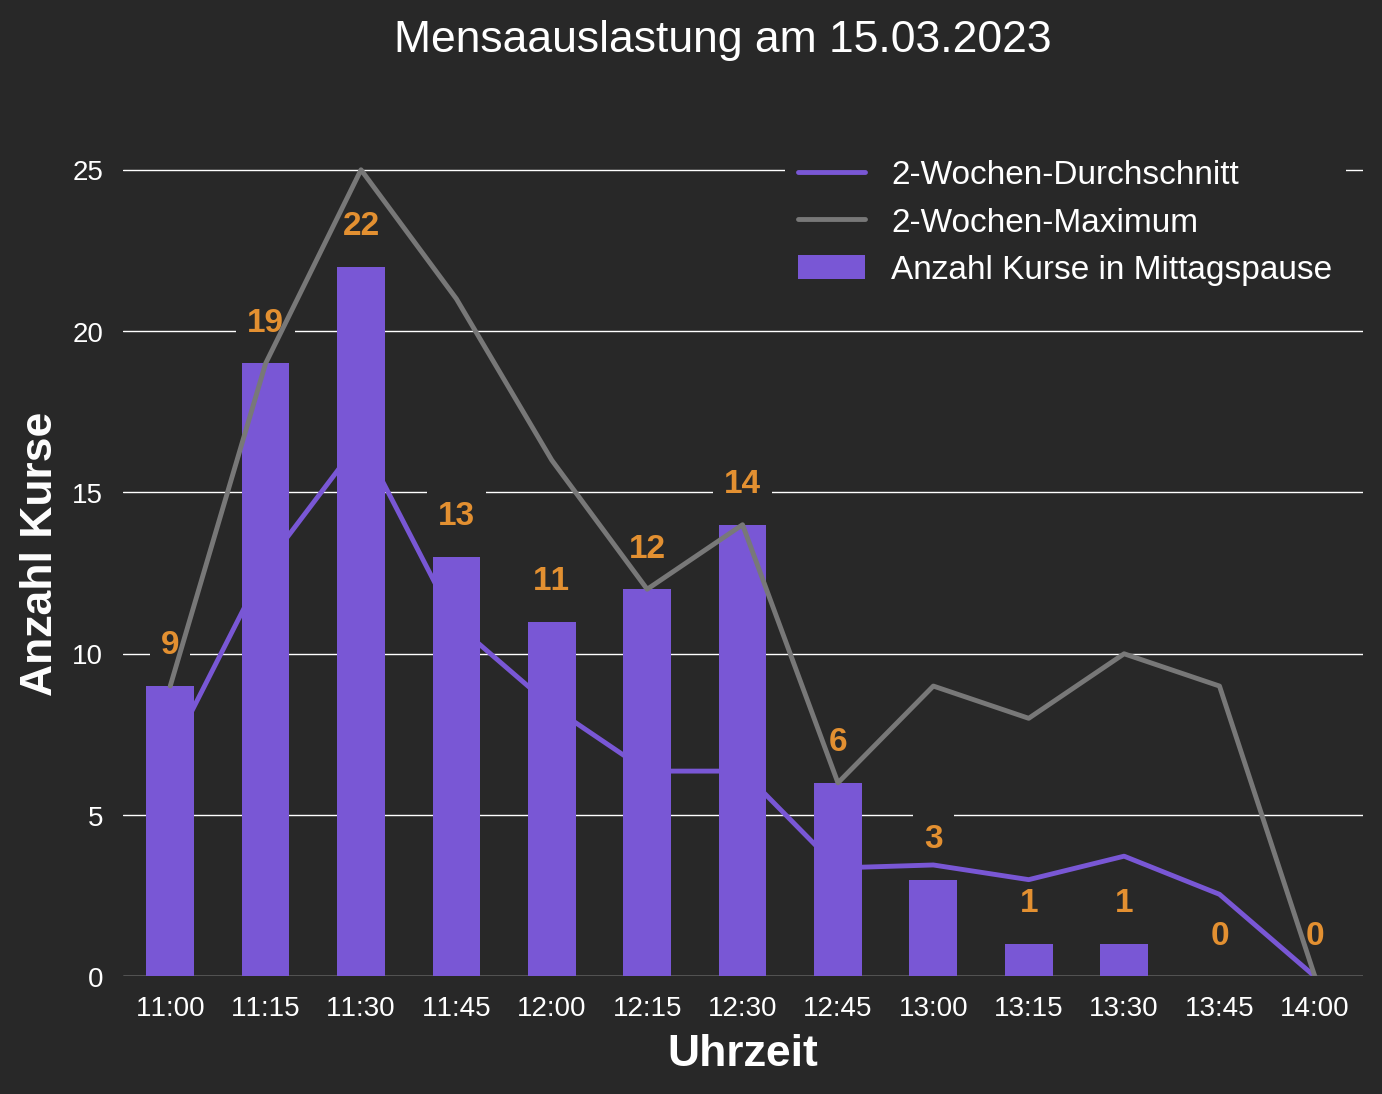 Mensaauslastung am 15.03.2023
2-Wochen-Durchschnitt
2-Wochen-Maximum
Anzahl Kurse in Mittagspause
Anzahl Kurse
25
20
15
10
5
0
9
19
22
13
11
12
14
6
3
1
1
0
0
11:00 11:15 11:30 11:45 12:00 12:15 12:30 12:45 13:00 13:15 13:30 13:45 14:00
Uhrzeit